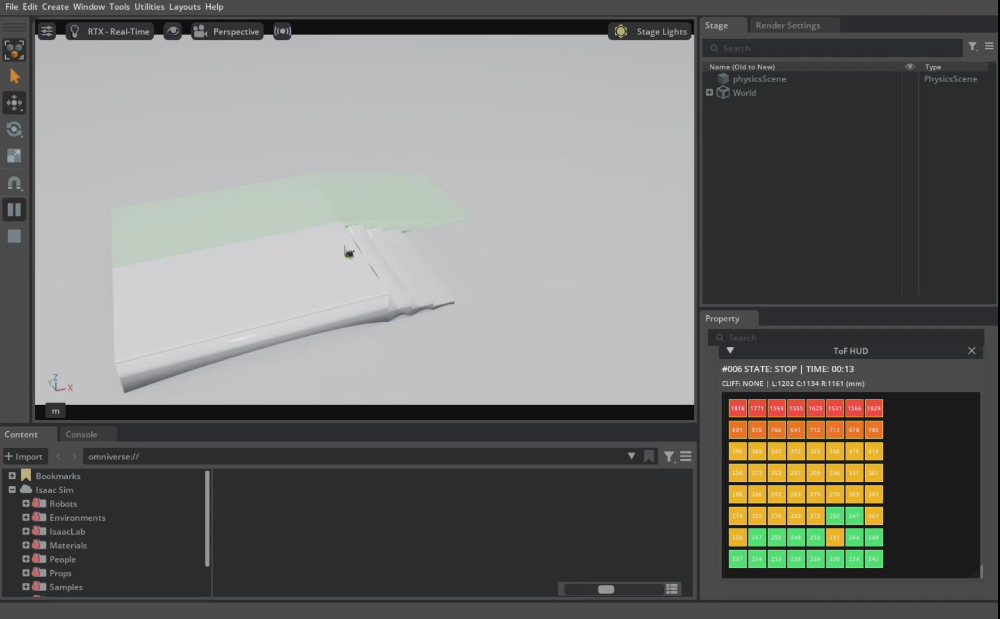 File Edit Create Window Tools Utilities Layouts Help
RTX - Real-Time
Perspective
Stage Lights
m
Z
Y
X
Stage
Render Settings
Search
Name (Old to New)
Type
physicsScene
PhysicsScene
World
Property
Search
ToF HUD
#006 STATE: STOP | TIME: 00:13
CLIFF: NONE | L:1202 C:1134 R:1161 (mm)
1816 1771 1593 1555 1625 1531 1566 1829
801 810 766 641 712 712 678 789
390 366 343 372 383 368 410 419
350 373 353 297 309 336 331 361
298 296 292 263 279 270 309 301
274 255 276 253 273 250 247 267
256 247 250 248 216 251 244 249
237 234 233 238 229 220 234 243
Content
Console
Import
omniverse://
Bookmarks
Isaac Sim
Robots
Environments
IsaacLab
Materials
People
Props
Samples